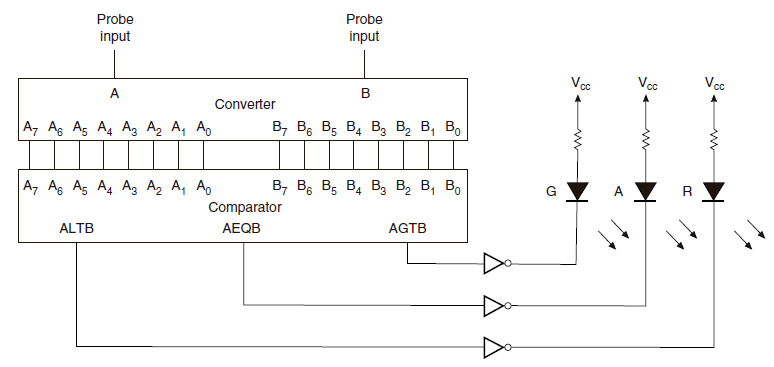 Probe
input
Probe
input
A
B
Converter
A₇ A₆ A₅ A₄ A₃ A₂ A₁ A₀
B₇ B₆ B₅ B₄ B₃ B₂ B₁ B₀
A₇ A₆ A₅ A₄ A₃ A₂ A₁ A₀
B₇ B₆ B₅ B₄ B₃ B₂ B₁ B₀
Comparator
ALTB
AEQB
AGTB
Vcc
Vcc
Vcc
G
A
R